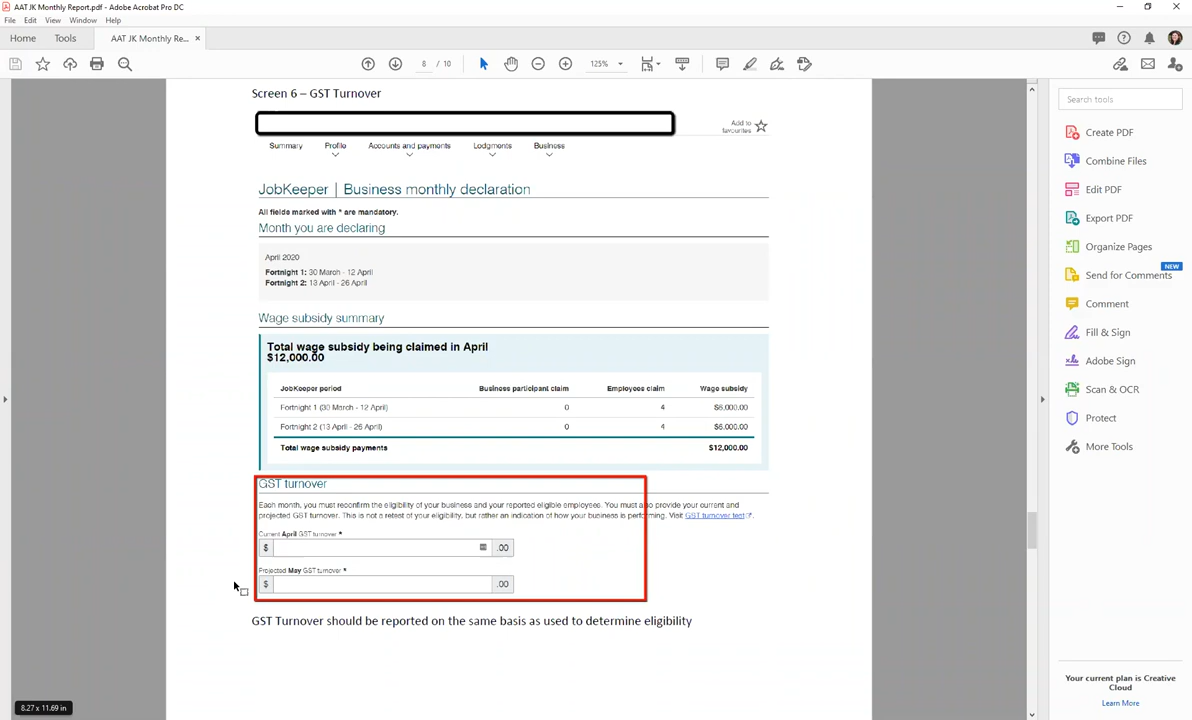 AAT JK Monthly Report.pdf - Adobe Acrobat Pro DC
File Edit View Window Help
Home Tools AAT JK Monthly Re... ×
8 / 10 125%
Screen 6 – GST Turnover
Add to
favourites
Summary Profile Accounts and payments Lodgments Business
JobKeeper | Business monthly declaration
All fields marked with * are mandatory.
Month you are declaring
April 2020
Fortnight 1: 30 March - 12 April
Fortnight 2: 13 April - 26 April
Wage subsidy summary
Total wage subsidy being claimed in April
$12,000.00
JobKeeper period Business participant claim Employees claim Wage subsidy
Fortnight 1 (30 March - 12 April) 0 4 $6,000.00
Fortnight 2 (13 April - 26 April) 0 4 $6,000.00
Total wage subsidy payments $12,000.00
GST turnover
Each month, you must reconfirm the eligibility of your business and your reported eligible employees. You must also provide your current and
projected GST turnover. This is not a retest of your eligibility, but rather an indication of how your business is performing. Visit GST turnover test.
Current April GST turnover *
$ .00
Projected May GST turnover *
$ .00
GST Turnover should be reported on the same basis as used to determine eligibility
8.27 x 11.69 in
Search tools
Create PDF
Combine Files
Edit PDF
Export PDF
Organize Pages
NEW
Send for Comments
Comment
Fill & Sign
Adobe Sign
Scan & OCR
Protect
More Tools
Your current plan is Creative
Cloud
Learn More